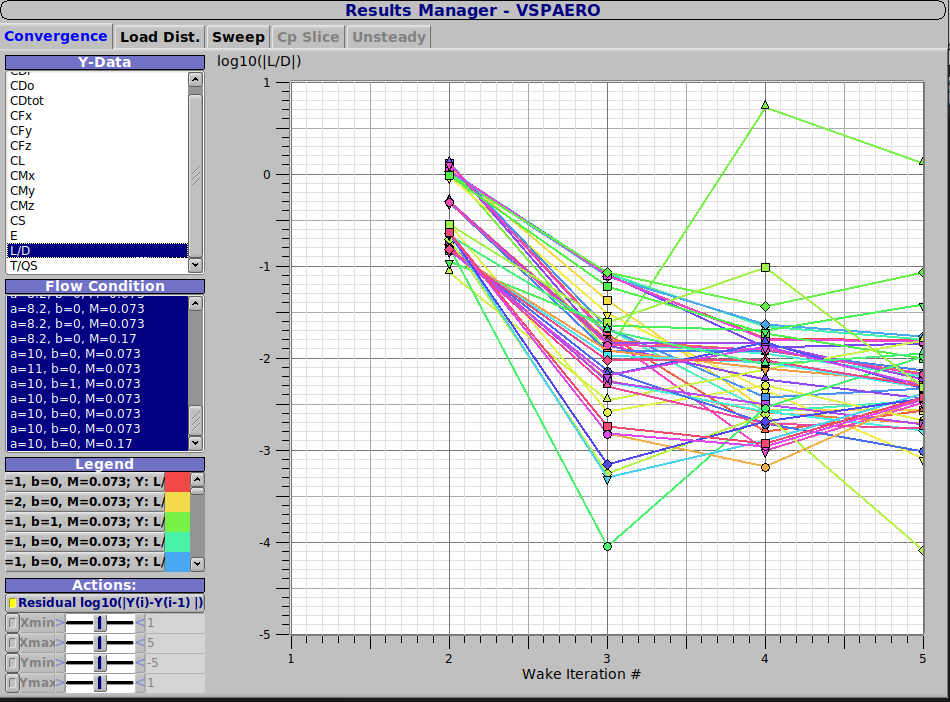 Results Manager - VSPAERO
Convergence Load Dist. Sweep Cp Slice Unsteady
Y-Data
CDo
CDtot
CFx
CFy
CFz
CL
CMx
CMy
CMz
CS
E
L/D
T/QS
Flow Condition
a=8.2, b=0, M=0.073
a=8.2, b=0, M=0.073
a=8.2, b=0, M=0.073
a=8.2, b=0, M=0.17
a=10, b=0, M=0.073
a=11, b=0, M=0.073
a=10, b=1, M=0.073
a=10, b=0, M=0.073
a=10, b=0, M=0.073
a=10, b=0, M=0.073
a=10, b=0, M=0.17
Legend
=1, b=0, M=0.073; Y: L/
=2, b=0, M=0.073; Y: L/
=1, b=1, M=0.073; Y: L/
=1, b=0, M=0.073; Y: L/
=1, b=0, M=0.073; Y: L/
Actions:
Residual log10(|Y(i)-Y(i-1) |)
Xmin > < 1
Xmax > < 5
Ymin > < -5
Ymax > < 1
log10(|L/D|)
1
0
-1
-2
-3
-4
-5
1 2 3 4 5
Wake Iteration #